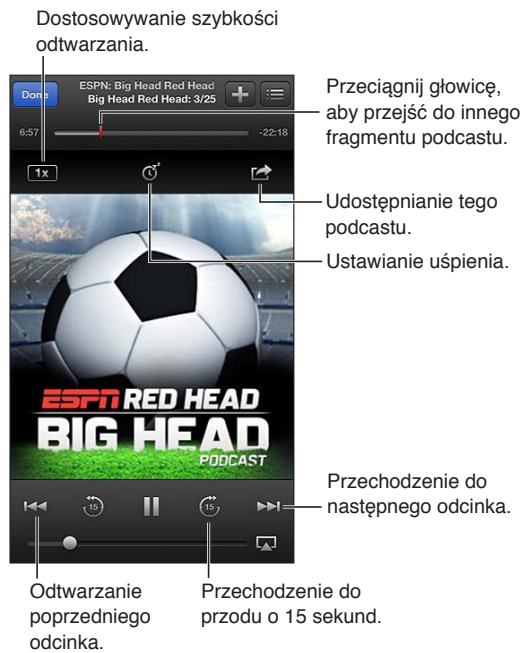 Dostosowywanie szybkości
odtwarzania.
Done
ESPN: Big Head Red Head
Big Head Red Head: 3/25
6:57
-22:18
Przeciągnij głowicę,
aby przejść do innego
fragmentu podcastu.
1x
z z
Udostępnianie tego
podcastu.
Ustawianie uśpienia.
ESPN RED HEAD
BIG HEAD
PODCAST
15
15
Przechodzenie do
następnego odcinka.
Odtwarzanie
poprzedniego
odcinka.
Przechodzenie do
przodu o 15 sekund.